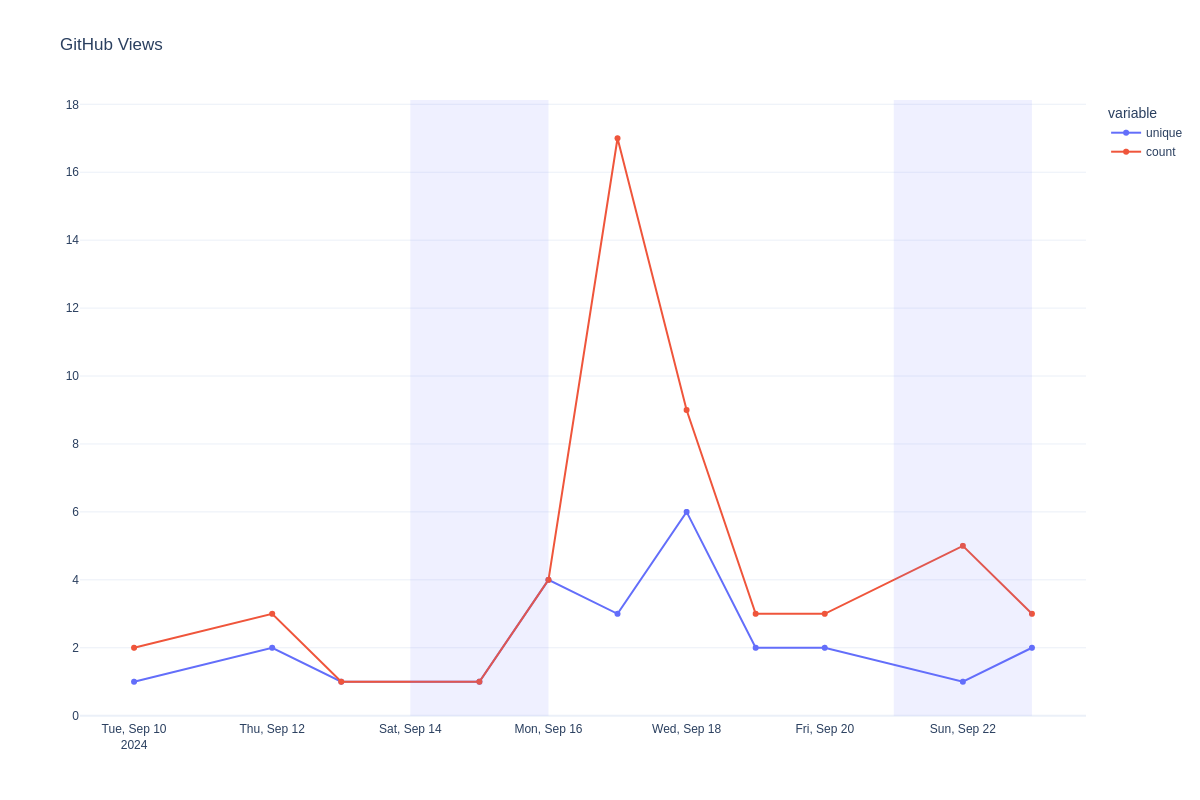 GitHub Views
18
16
14
12
10
8
6
4
2
0
Tue, Sep 10
2024
Thu, Sep 12
Sat, Sep 14
Mon, Sep 16
Wed, Sep 18
Fri, Sep 20
Sun, Sep 22
variable
unique
count